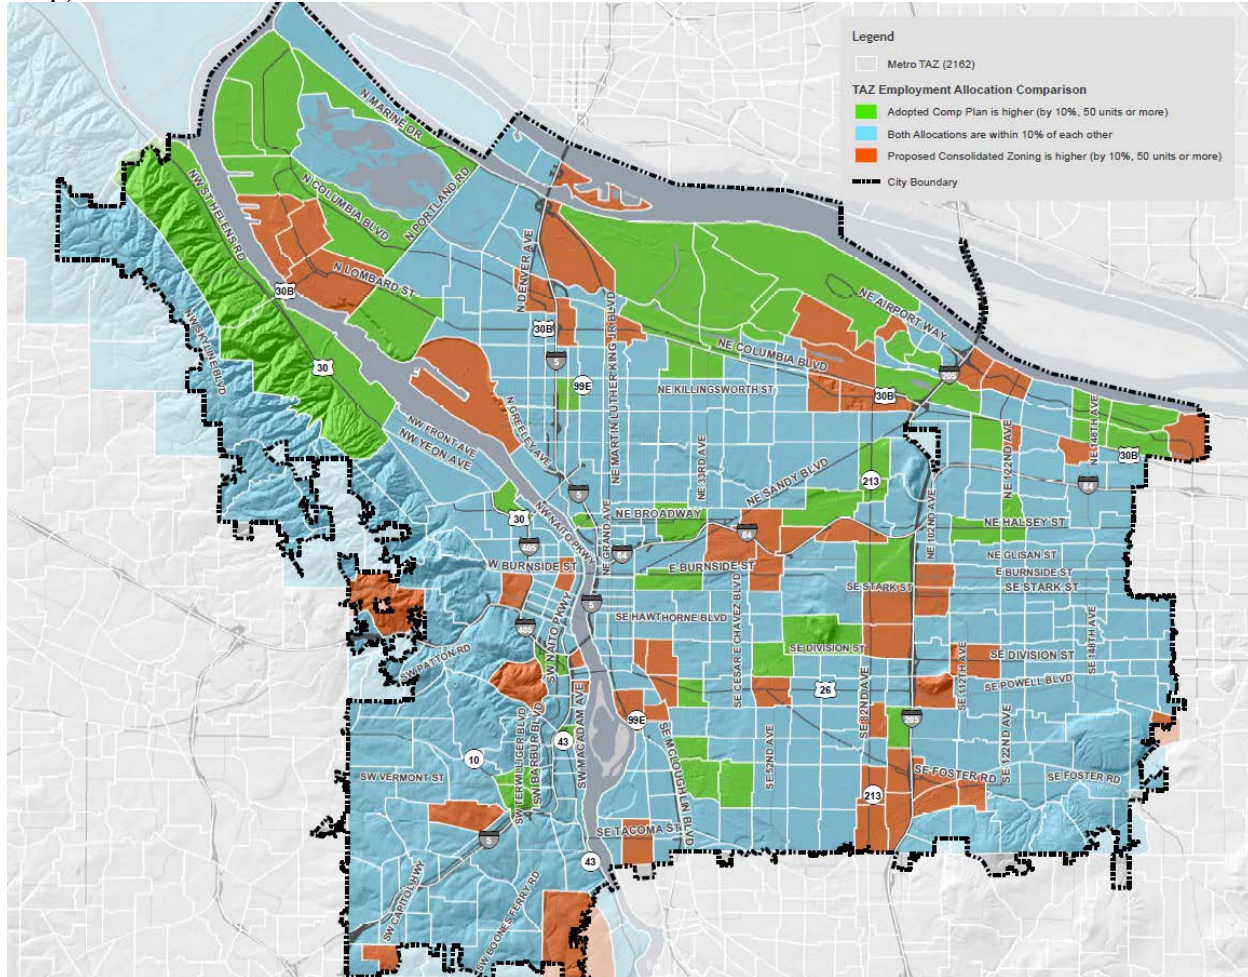 Legend
Metro TAZ (2162)
TAZ Employment Allocation Comparison
Adopted Comp Plan is higher (by 10%, 50 units or more)
Both Allocations are within 10% of each other
Proposed Consolidated Zoning is higher (by 10%, 50 units or more)
City Boundary
N MARINE DR
N COLUMBIA BLVD
N PORTLAND RD
NW ST HELENS RD
N LOMBARD ST
30B
N DENVER AVE
NE AIRPORT WAY
NW SKYLINE BLVD
30
30B
5
NE MARTIN LUTHER KING JR BLVD
NE COLUMBIA BLVD
205
99E
NE KILLINGSWORTH ST
30B
N GREELEY AVE
NW FRONT AVE
NW YEON AVE
NE 33RD AVE
NE SANDY BLVD
213
NE 122ND AVE
NE 148TH AVE
30B
84
5
30
NW NAITO PKWY
NE GRAND AVE
NE BROADWAY
84
NE 102ND AVE
NE HALSEY ST
405
84
NE GLISAN ST
W BURNSIDE ST
E BURNSIDE ST
E BURNSIDE ST
SE STARK ST
SE STARK ST
5
405
SW NAITO PKWY
SE HAWTHORNE BLVD
SE CESAR E CHAVEZ BLVD
SE DIVISION ST
SE 148TH AVE
SE DIVISION ST
SW PATTON RD
26
SE 112TH AVE
SE POWELL BLVD
SW MACADAM AVE
99E
SE 82ND AVE
205
SE 122ND AVE
43
SW TERWILLIGER BLVD
SW BARBUR BLVD
10
SE MCLOUGHLIN BLVD
SE 52ND AVE
SW VERMONT ST
SE FOSTER RD
SE FOSTER RD
213
5
SE TACOMA ST
43
SW CAPITOL HWY
SW BOONES FERRY RD